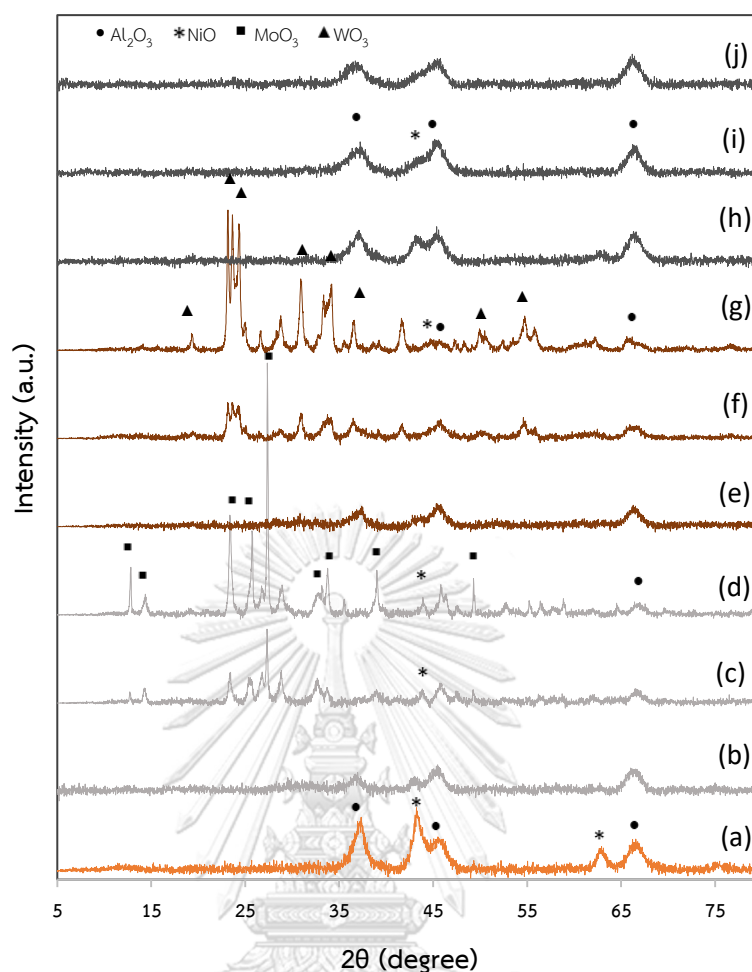 ● Al₂O₃ *NiO ■ MoO₃ ▲ WO₃
(j)
(i)
(h)
(g)
(f)
(e)
(d)
(c)
(b)
(a)
Intensity (a.u.)
5 15 25 35 45 55 65 75
2θ (degree)